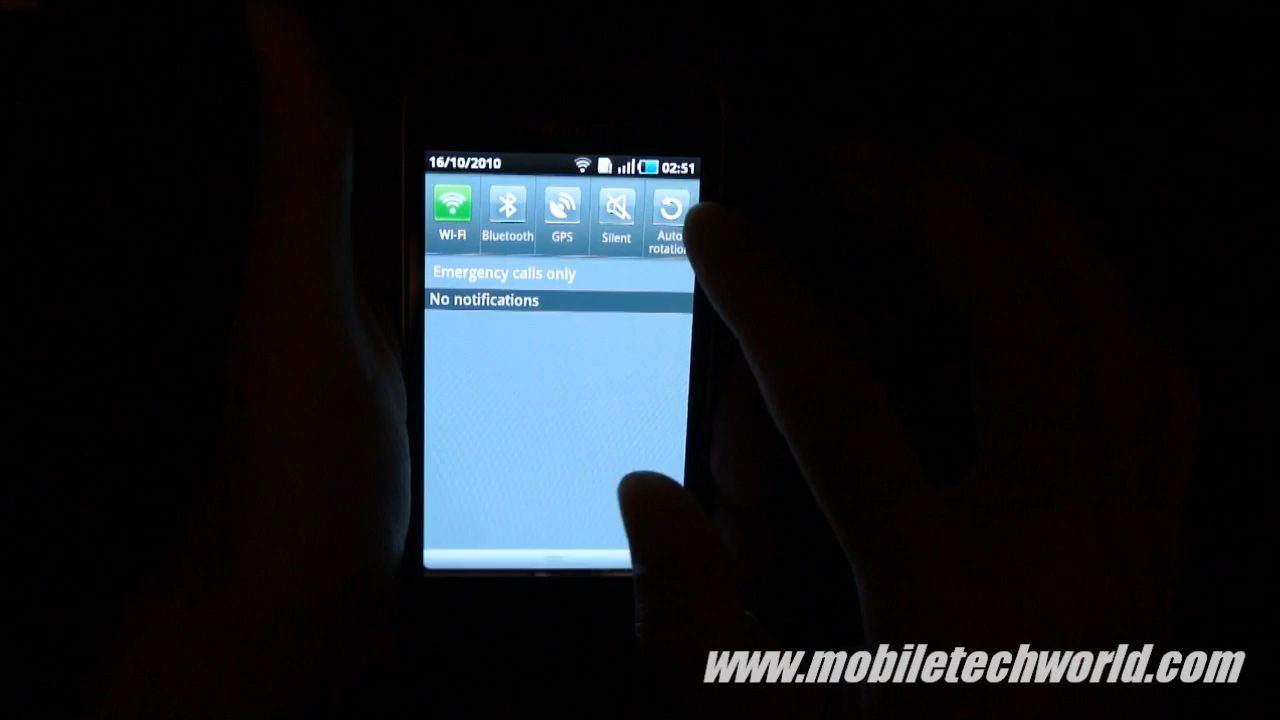 SAMSUNG
16/10/2010 02:51
Wi-Fi Bluetooth GPS Silent Auto rotation
Emergency calls only
No notifications
www.mobiletechworld.com